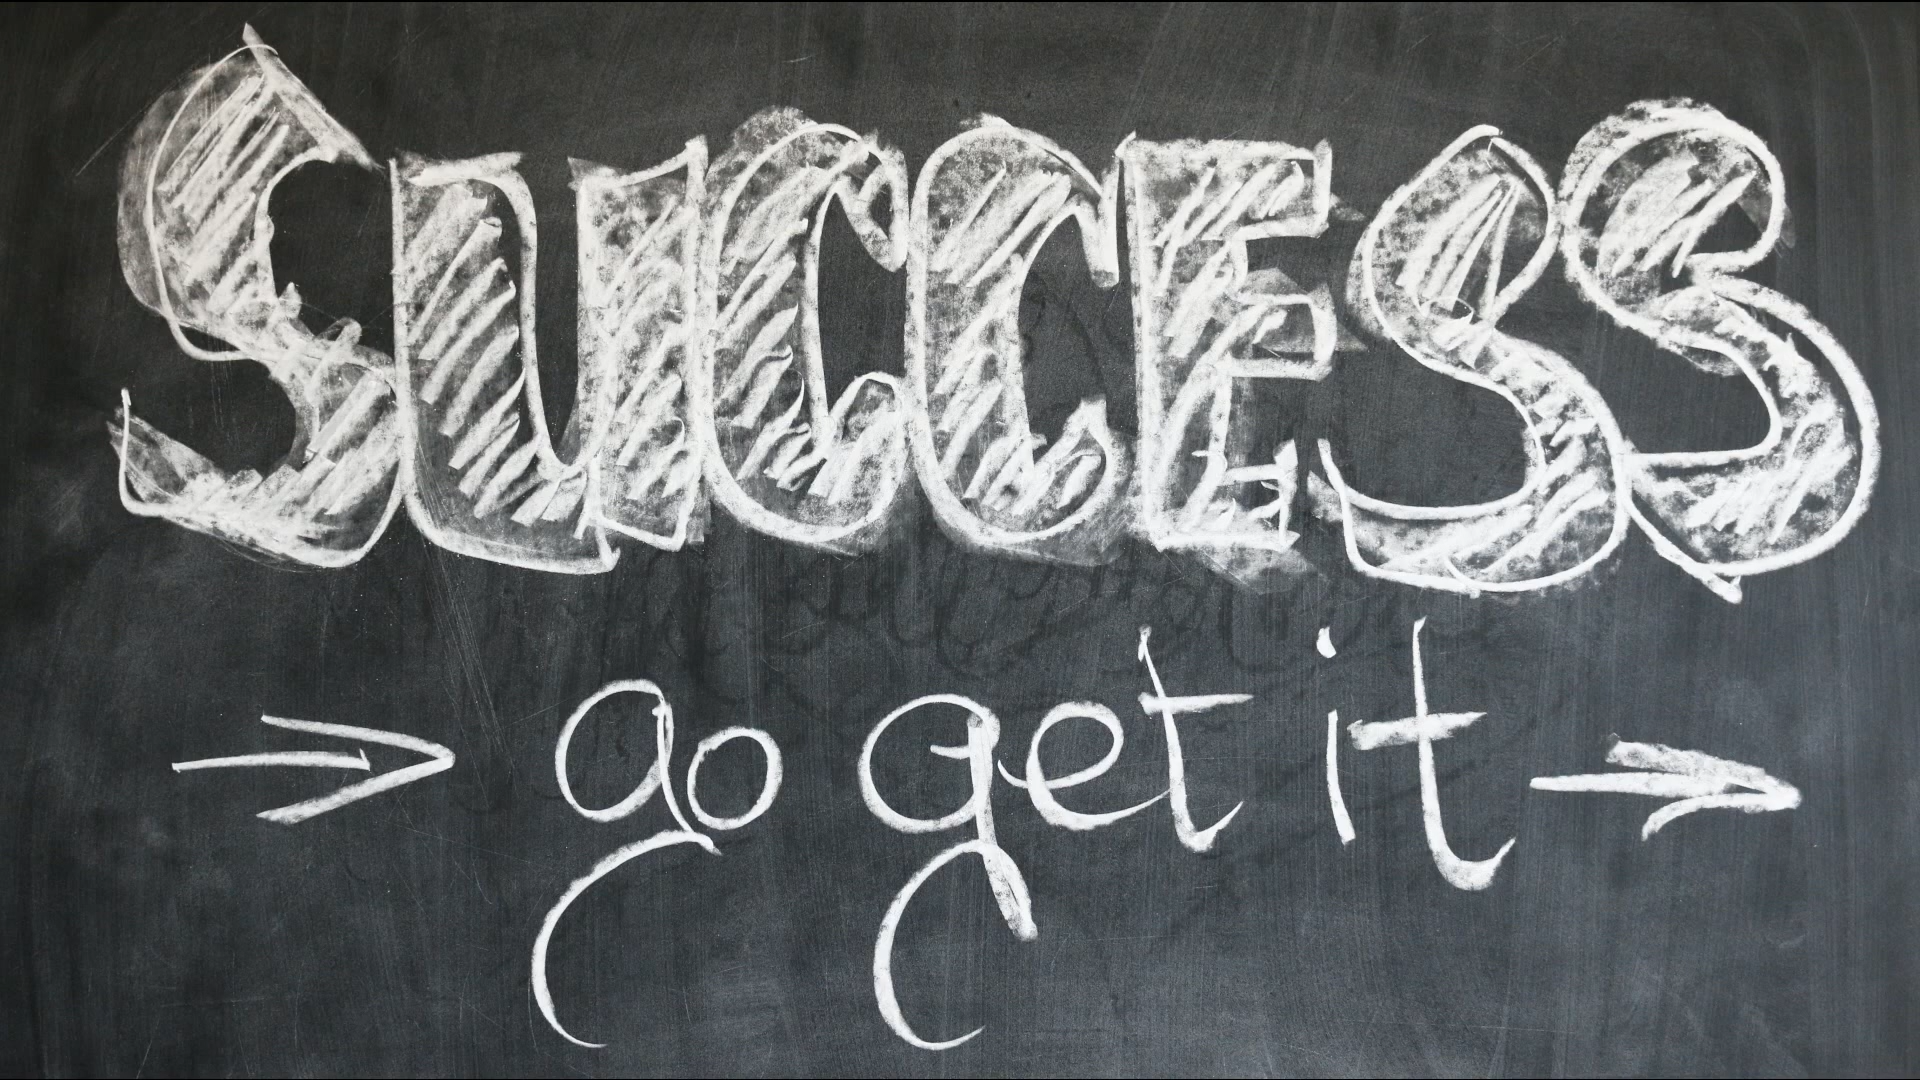 SUCCESS
→ go get it →